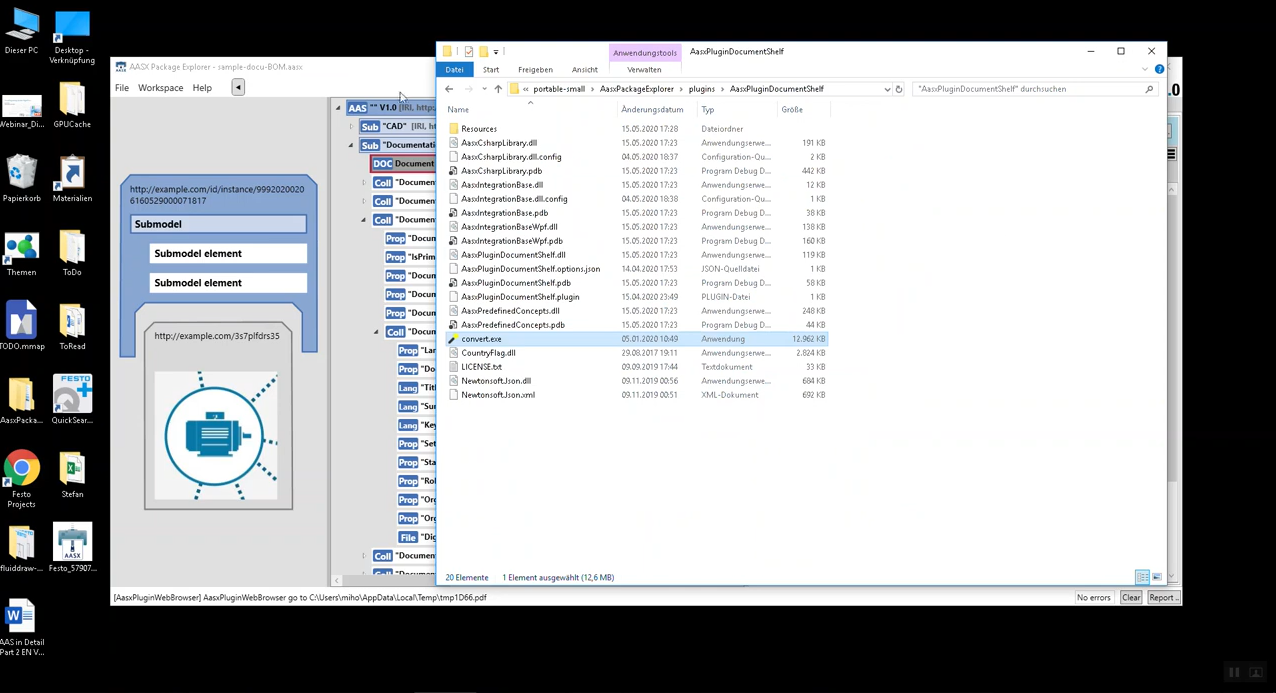 Dieser PC
Desktop -
Verknüpfung
Webinar_Di...
GPUCache
Papierkorb
Materialien
Themen
ToDo
TODO.mmap
ToRead
AasxPacka...
FESTO
QuickSear...
Festo
Projects
Stefan
fluiddraw-...
AASX
Festo_57907...
AAS in Detail
Part 2 EN V...
AASX Package Explorer - sample-docu-BOM.aasx
File Workspace Help
http://example.com/id/instance/9992020020
6160529000071817
Submodel
Submodel element
Submodel element
http://example.com/3s7plfdrs35
AAS "" V1.0 [IRI, http:
Sub "CAD" [IRI, ht
Sub "Documentati
DOC Document
Coll "Document
Coll "Document
Coll "Document
Prop "Docum
Prop "IsPrim
Prop "Docum
Prop "Docum
Prop "Docum
Coll "Docum
Prop "Lan
Prop "Do
Lang "Titl
Lang "Sur
Lang "Key
Prop "Set
Prop "Sta
Prop "Rol
Prop "Org
Prop "Org
File "Dig
Coll "Document
Coll "Document
[AasxPluginWebBrowser] AasxPluginWebBrowser go to C:\Users\miho\AppData\Local\Temp\tmp1D66.pdf
No errors Clear Report ..
Anwendungstools AasxPluginDocumentShelf
Datei Start Freigeben Ansicht Verwalten
« portable-small › AasxPackageExplorer › plugins › AasxPluginDocumentShelf
"AasxPluginDocumentShelf" durchsuchen
Name Änderungsdatum Typ Größe
Resources 15.05.2020 17:28 Dateiordner
AasxCsharpLibrary.dll 15.05.2020 17:23 Anwendungserwe... 191 KB
AasxCsharpLibrary.dll.config 04.05.2020 18:37 Configuration-Qu... 2 KB
AasxCsharpLibrary.pdb 15.05.2020 17:23 Program Debug D... 442 KB
AasxIntegrationBase.dll 15.05.2020 17:23 Anwendungserwe... 12 KB
AasxIntegrationBase.dll.config 04.05.2020 18:38 Configuration-Qu... 1 KB
AasxIntegrationBase.pdb 15.05.2020 17:23 Program Debug D... 38 KB
AasxIntegrationBaseWpf.dll 15.05.2020 17:23 Anwendungserwe... 138 KB
AasxIntegrationBaseWpf.pdb 15.05.2020 17:23 Program Debug D... 160 KB
AasxPluginDocumentShelf.dll 15.05.2020 17:23 Anwendungserwe... 119 KB
AasxPluginDocumentShelf.options.json 14.04.2020 17:53 JSON-Quelldatei 1 KB
AasxPluginDocumentShelf.pdb 15.05.2020 17:23 Program Debug D... 58 KB
AasxPluginDocumentShelf.plugin 15.04.2020 23:49 PLUGIN-Datei 1 KB
AasxPredefinedConcepts.dll 15.05.2020 17:23 Anwendungserwe... 248 KB
AasxPredefinedConcepts.pdb 15.05.2020 17:23 Program Debug D... 44 KB
convert.exe 05.01.2020 10:49 Anwendung 12.962 KB
CountryFlag.dll 29.08.2017 19:11 Anwendungserwe... 2.824 KB
LICENSE.txt 09.09.2019 17:44 Textdokument 33 KB
Newtonsoft.Json.dll 09.11.2019 00:56 Anwendungserwe... 684 KB
Newtonsoft.Json.xml 09.11.2019 00:51 XML-Dokument 692 KB
20 Elemente 1 Element ausgewählt (12,6 MB)